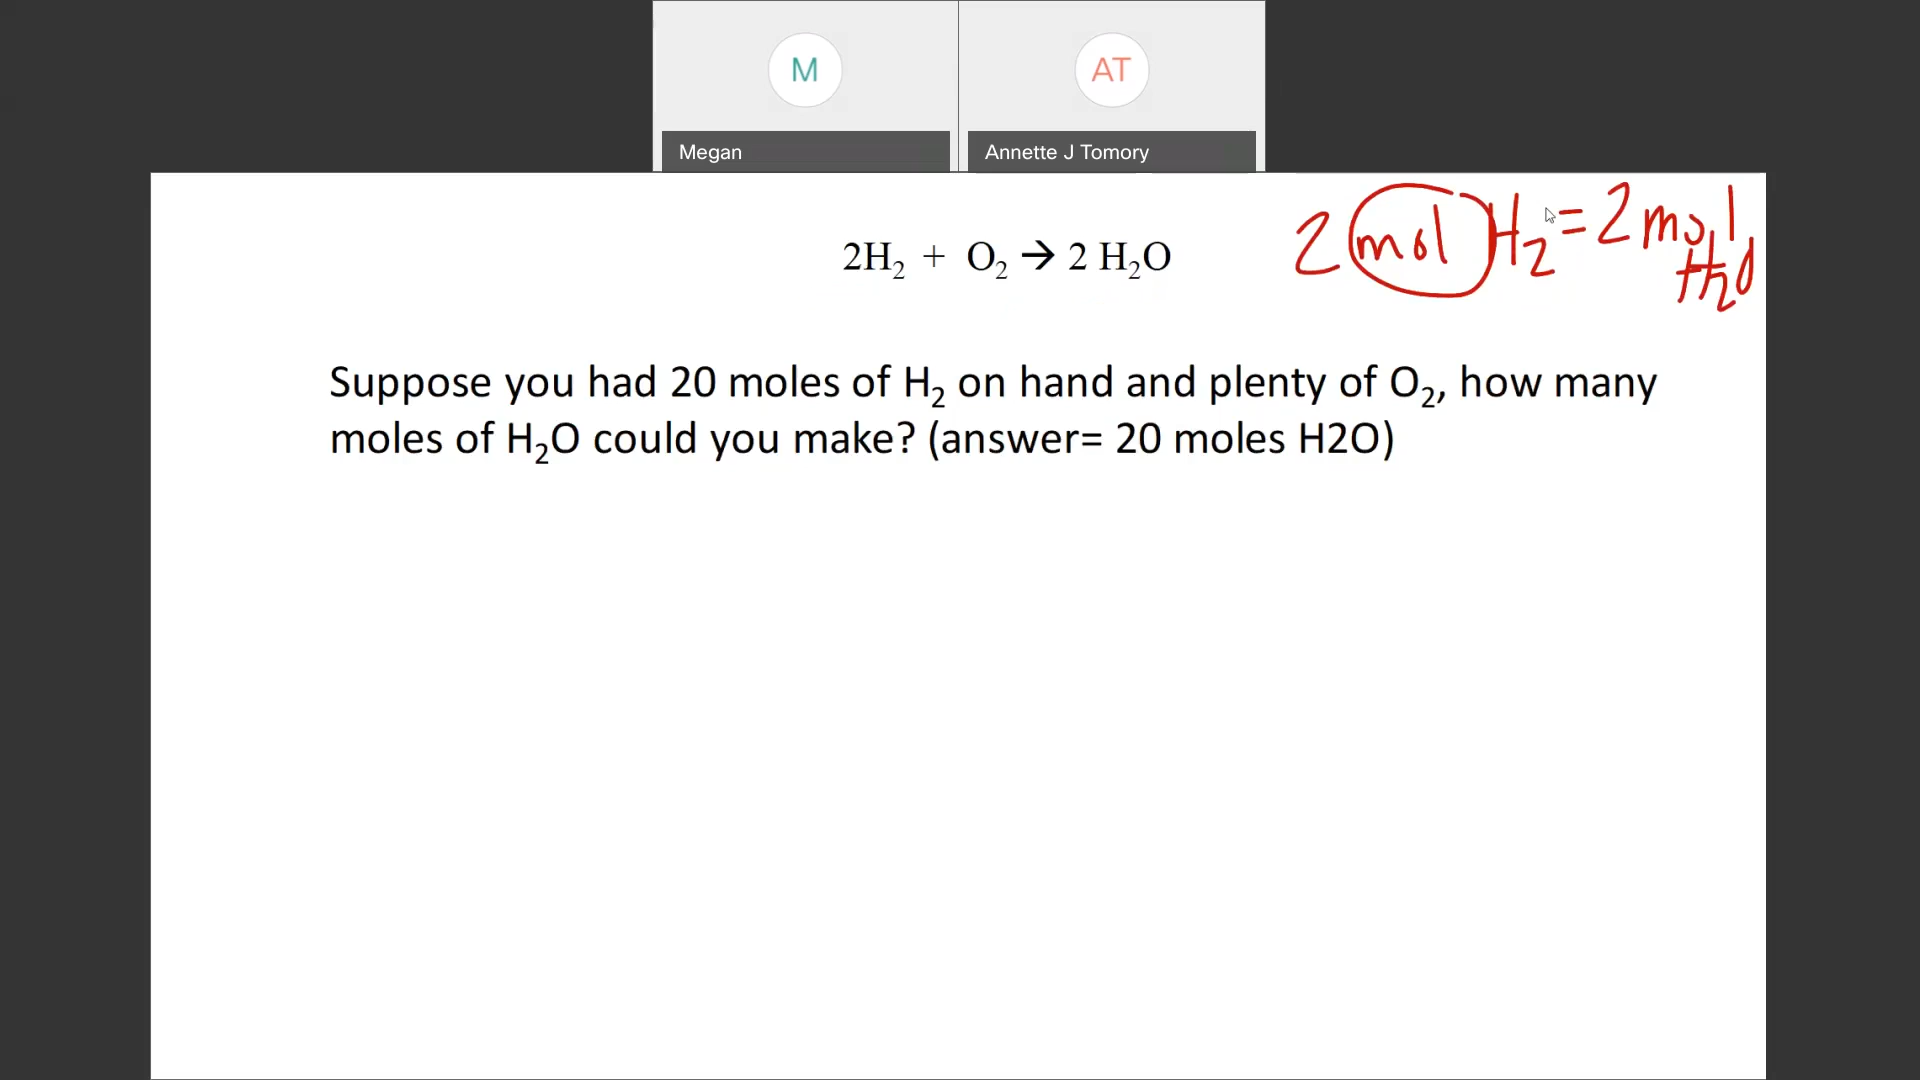 M
AT
Megan
Annette J Tomory
2 mol H₂ = 2 mol
H₂O
2H₂ + O₂ → 2 H₂O
Suppose you had 20 moles of H₂ on hand and plenty of O₂, how many
moles of H₂O could you make? (answer= 20 moles H2O)